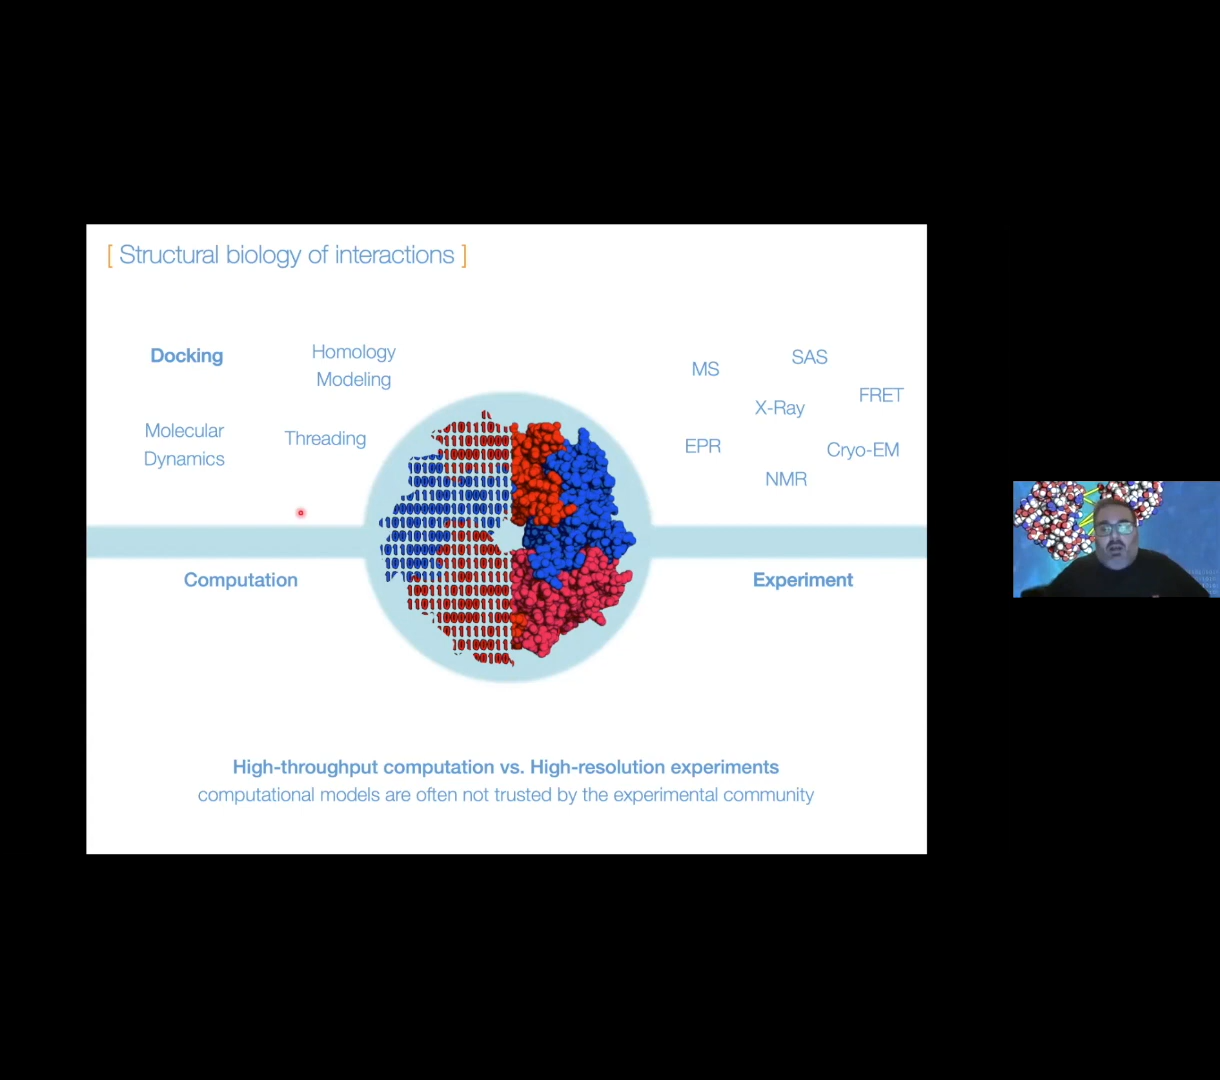 [ Structural biology of interactions ]
Docking
Homology
Modeling
Molecular
Dynamics
Threading
MS
SAS
X-Ray
FRET
EPR
Cryo-EM
NMR
Computation
Experiment
High-throughput computation vs. High-resolution experiments
computational models are often not trusted by the experimental community